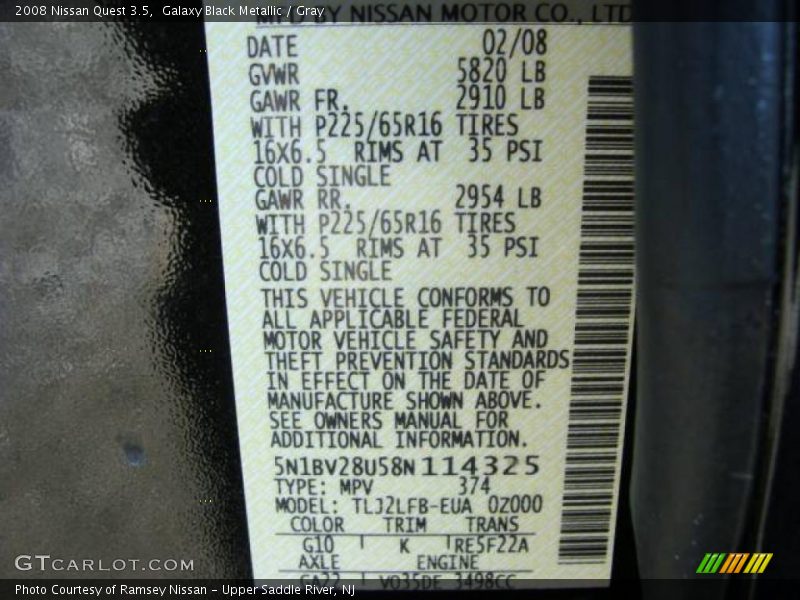 2008 Nissan Quest 3.5, Galaxy Black Metallic / Gray
MFD BY NISSAN MOTOR CO., LTD
DATE 02/08
GVWR 5820 LB
GAWR FR. 2910 LB
WITH P225/65R16 TIRES
16X6.5 RIMS AT 35 PSI
COLD SINGLE
GAWR RR. 2954 LB
WITH P225/65R16 TIRES
16X6.5 RIMS AT 35 PSI
COLD SINGLE
THIS VEHICLE CONFORMS TO
ALL APPLICABLE FEDERAL
MOTOR VEHICLE SAFETY AND
THEFT PREVENTION STANDARDS
IN EFFECT ON THE DATE OF
MANUFACTURE SHOWN ABOVE.
SEE OWNERS MANUAL FOR
ADDITIONAL INFORMATION.
5N1BV28U58N114325
TYPE: MPV 374
MODEL: TLJ2LFB-EUA 0Z000
COLOR TRIM TRANS
G10 K RE5F22A
AXLE ENGINE
GA22 VQ35DE 3498CC
GTCARLOT.COM
Photo Courtesy of Ramsey Nissan - Upper Saddle River, NJ